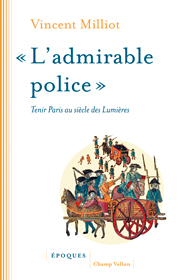 Vincent Milliot
« L'admirable
police »
Tenir Paris au siècle des Lumières
ÉPOQUES
Champ Vallon